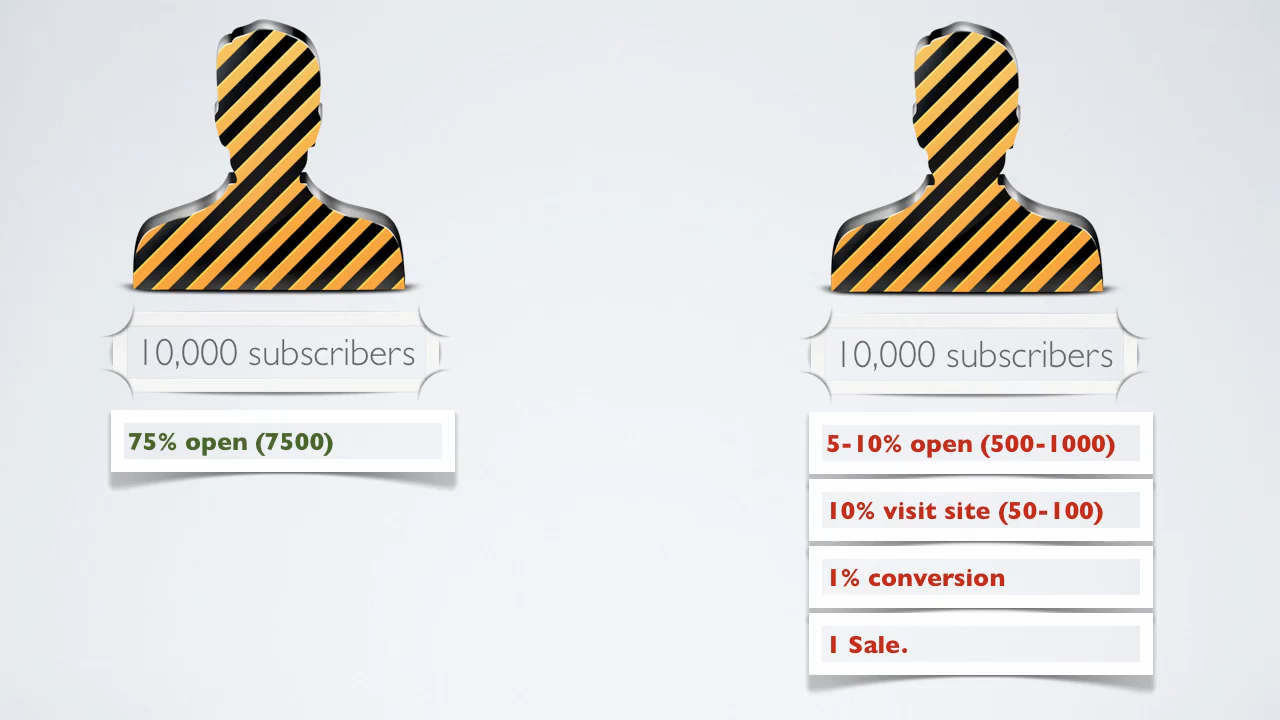 10,000 subscribers
75% open (7500)
10,000 subscribers
5-10% open (500-1000)
10% visit site (50-100)
1% conversion
1 Sale.